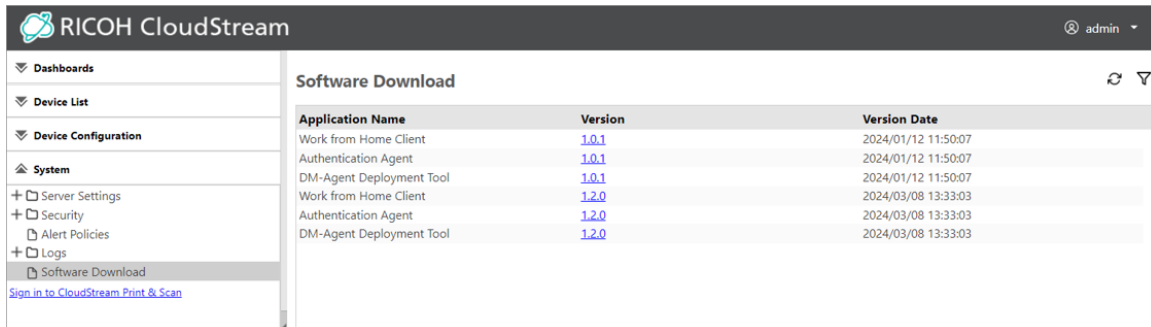 RICOH CloudStream
admin
Dashboards
Device List
Device Configuration
System
Server Settings
Security
Alert Policies
Logs
Software Download
Sign in to CloudStream Print & Scan
Software Download
Application Name Version Version Date
Work from Home Client 1.0.1 2024/01/12 11:50:07
Authentication Agent 1.0.1 2024/01/12 11:50:07
DM-Agent Deployment Tool 1.0.1 2024/01/12 11:50:07
Work from Home Client 1.2.0 2024/03/08 13:33:03
Authentication Agent 1.2.0 2024/03/08 13:33:03
DM-Agent Deployment Tool 1.2.0 2024/03/08 13:33:03